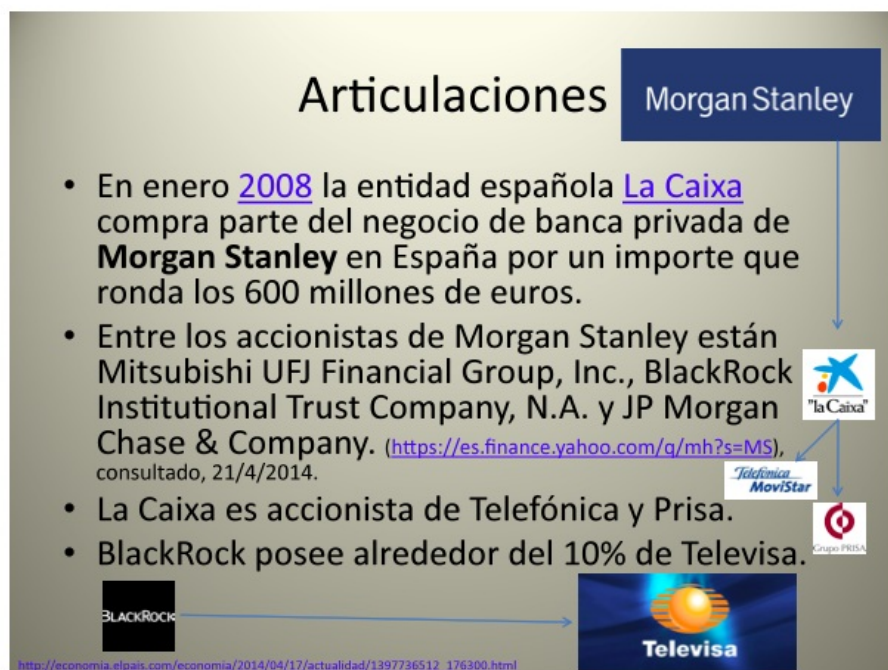 Articulaciones
Morgan Stanley
• En enero 2008 la entidad española La Caixa
compra parte del negocio de banca privada de
Morgan Stanley en España por un importe que
ronda los 600 millones de euros.
• Entre los accionistas de Morgan Stanley están
Mitsubishi UFJ Financial Group, Inc., BlackRock
Institutional Trust Company, N.A. y JP Morgan
Chase & Company. (https://es.finance.yahoo.com/q/mh?s=MS),
consultado, 21/4/2014.
"la Caixa"
Telefónica
MoviStar
• La Caixa es accionista de Telefónica y Prisa.
Grupo PRISA
• BlackRock posee alrededor del 10% de Televisa.
BLACKROCK
Televisa
http://economia.elpais.com/economia/2014/04/17/actualidad/1397736512_176300.html